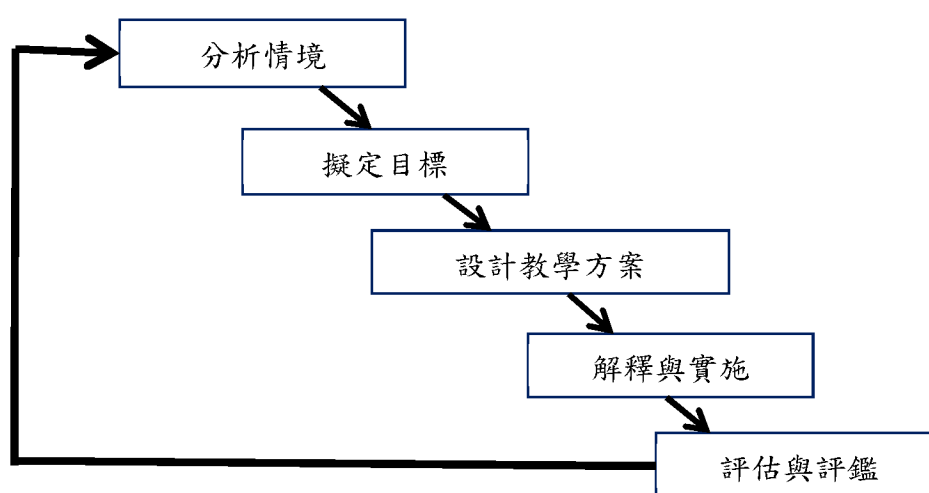 分析情境
擬定目標
設計教學方案
解釋與實施
評估與評鑑